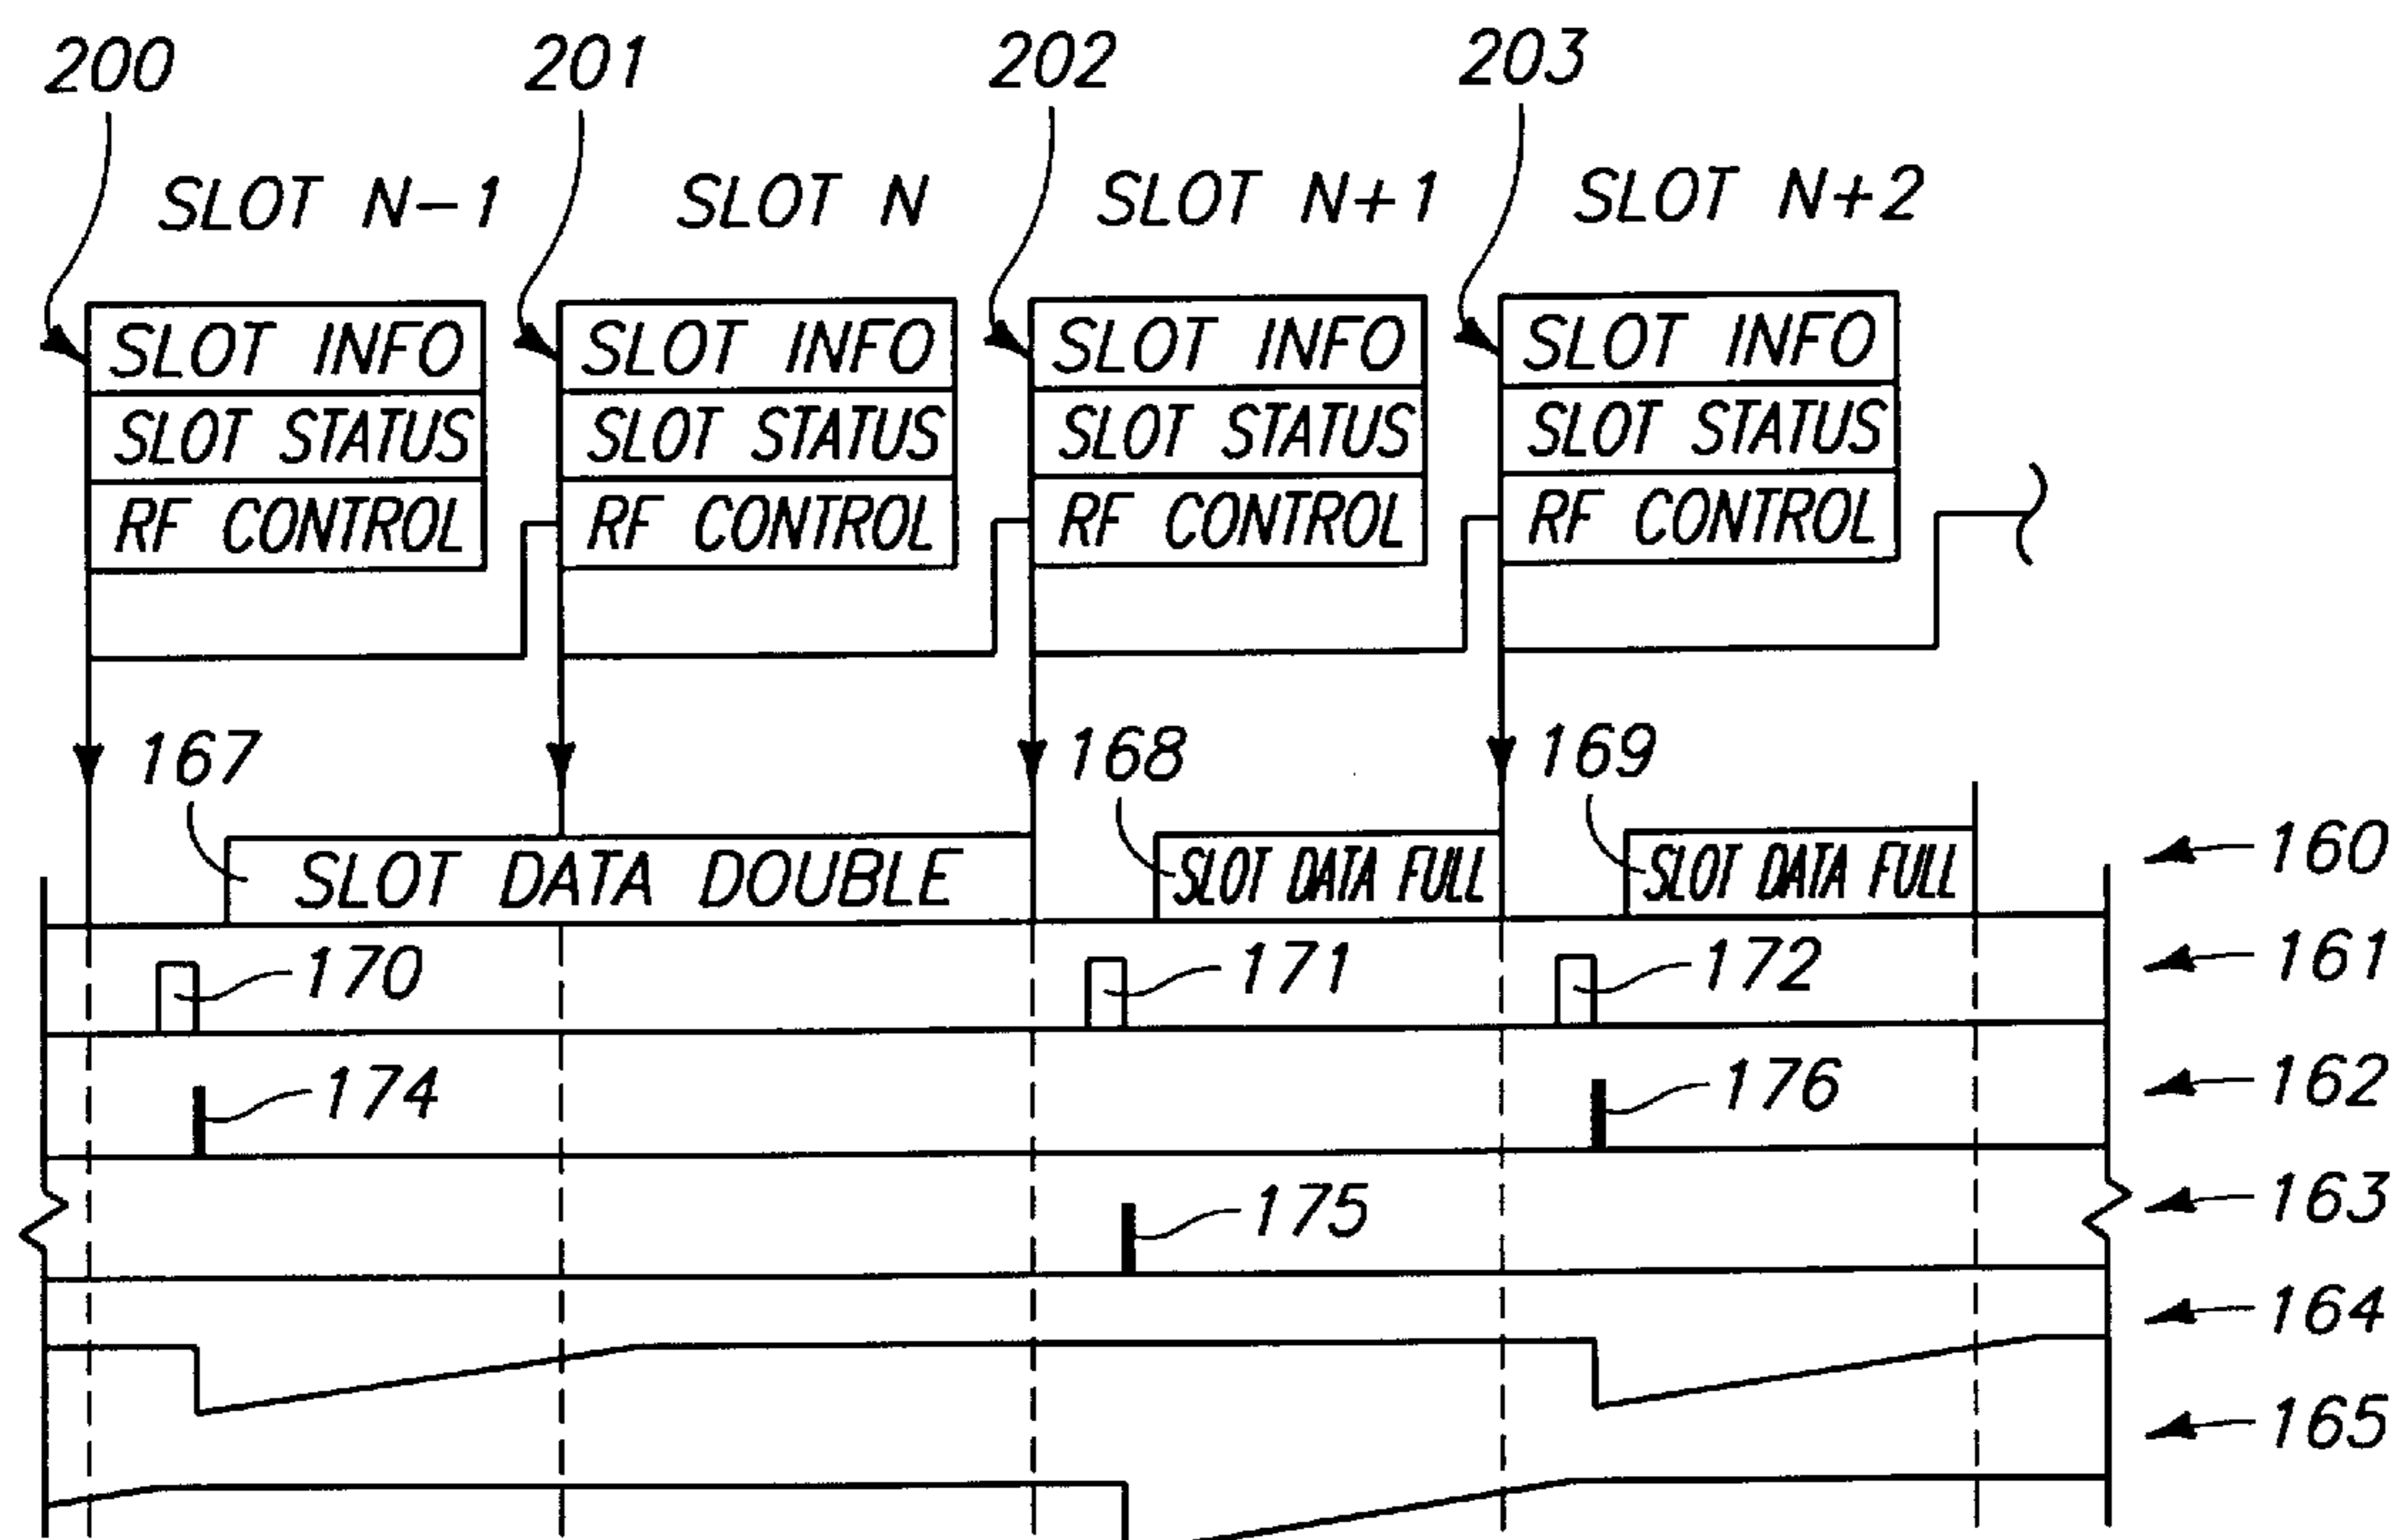 200 201 202 203
SLOT N-1 SLOT N SLOT N+1 SLOT N+2
SLOT INFO SLOT INFO SLOT INFO SLOT INFO
SLOT STATUS SLOT STATUS SLOT STATUS SLOT STATUS
RF CONTROL RF CONTROL RF CONTROL RF CONTROL
167 168 169
SLOT DATA DOUBLE SLOT DATA FULL SLOT DATA FULL 160
170 171 172 161
174 176 162
175 163
164
165